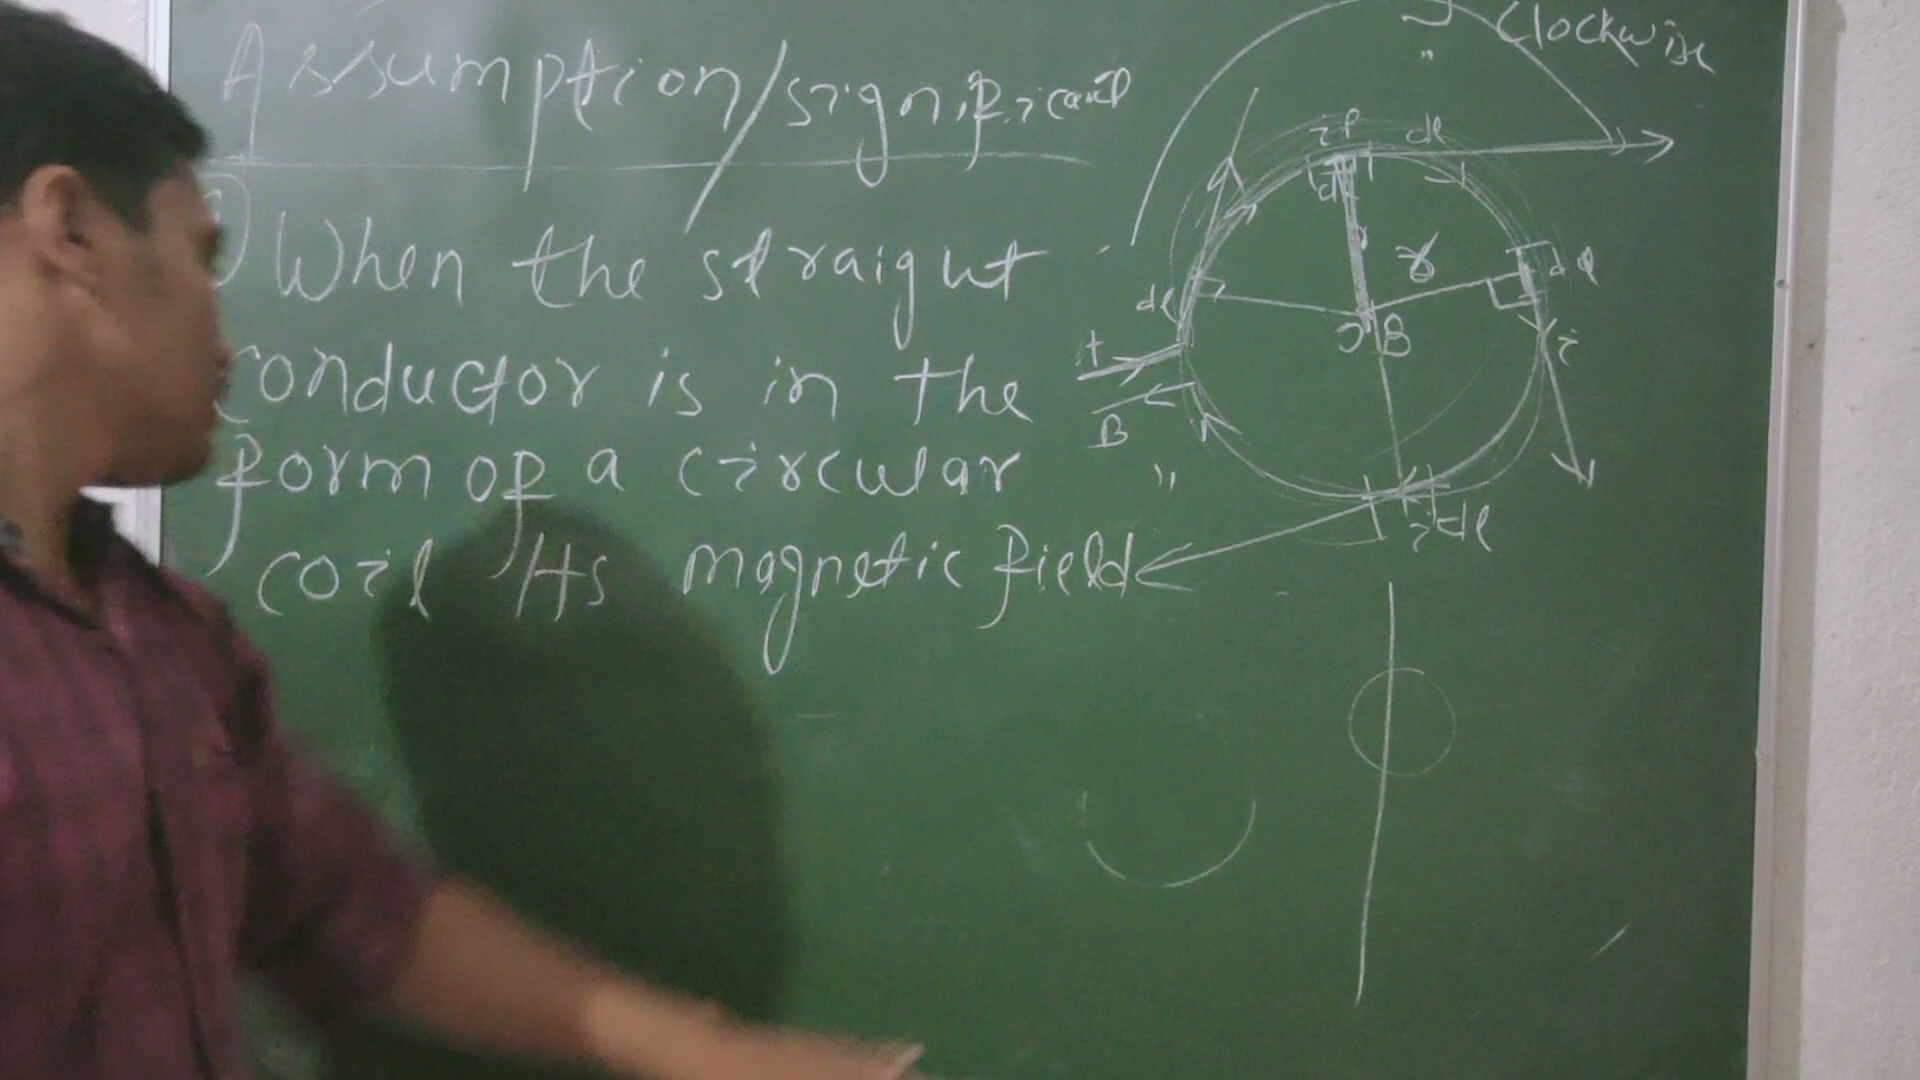 Assumption/significant
When the straight
conductor is in the
form of a circular "
coil Its magnetic field
Clockwise
"
i P dl
dl
r
dl
dl
O B
i
A
B
i dl